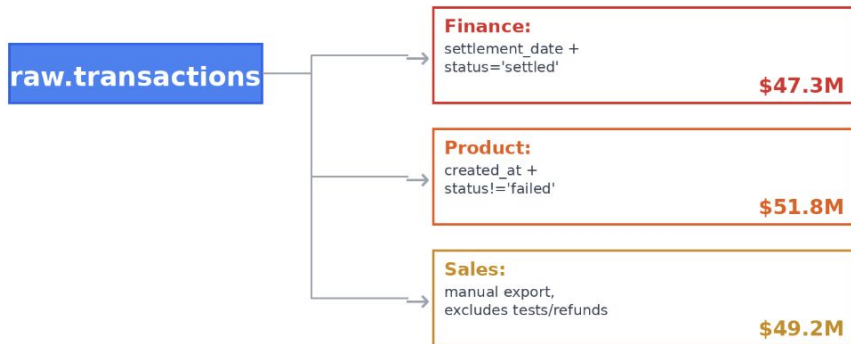 raw.transactions
Finance:
settlement_date +
status='settled'
$47.3M
Product:
created_at +
status!='failed'
$51.8M
Sales:
manual export,
excludes tests/refunds
$49.2M